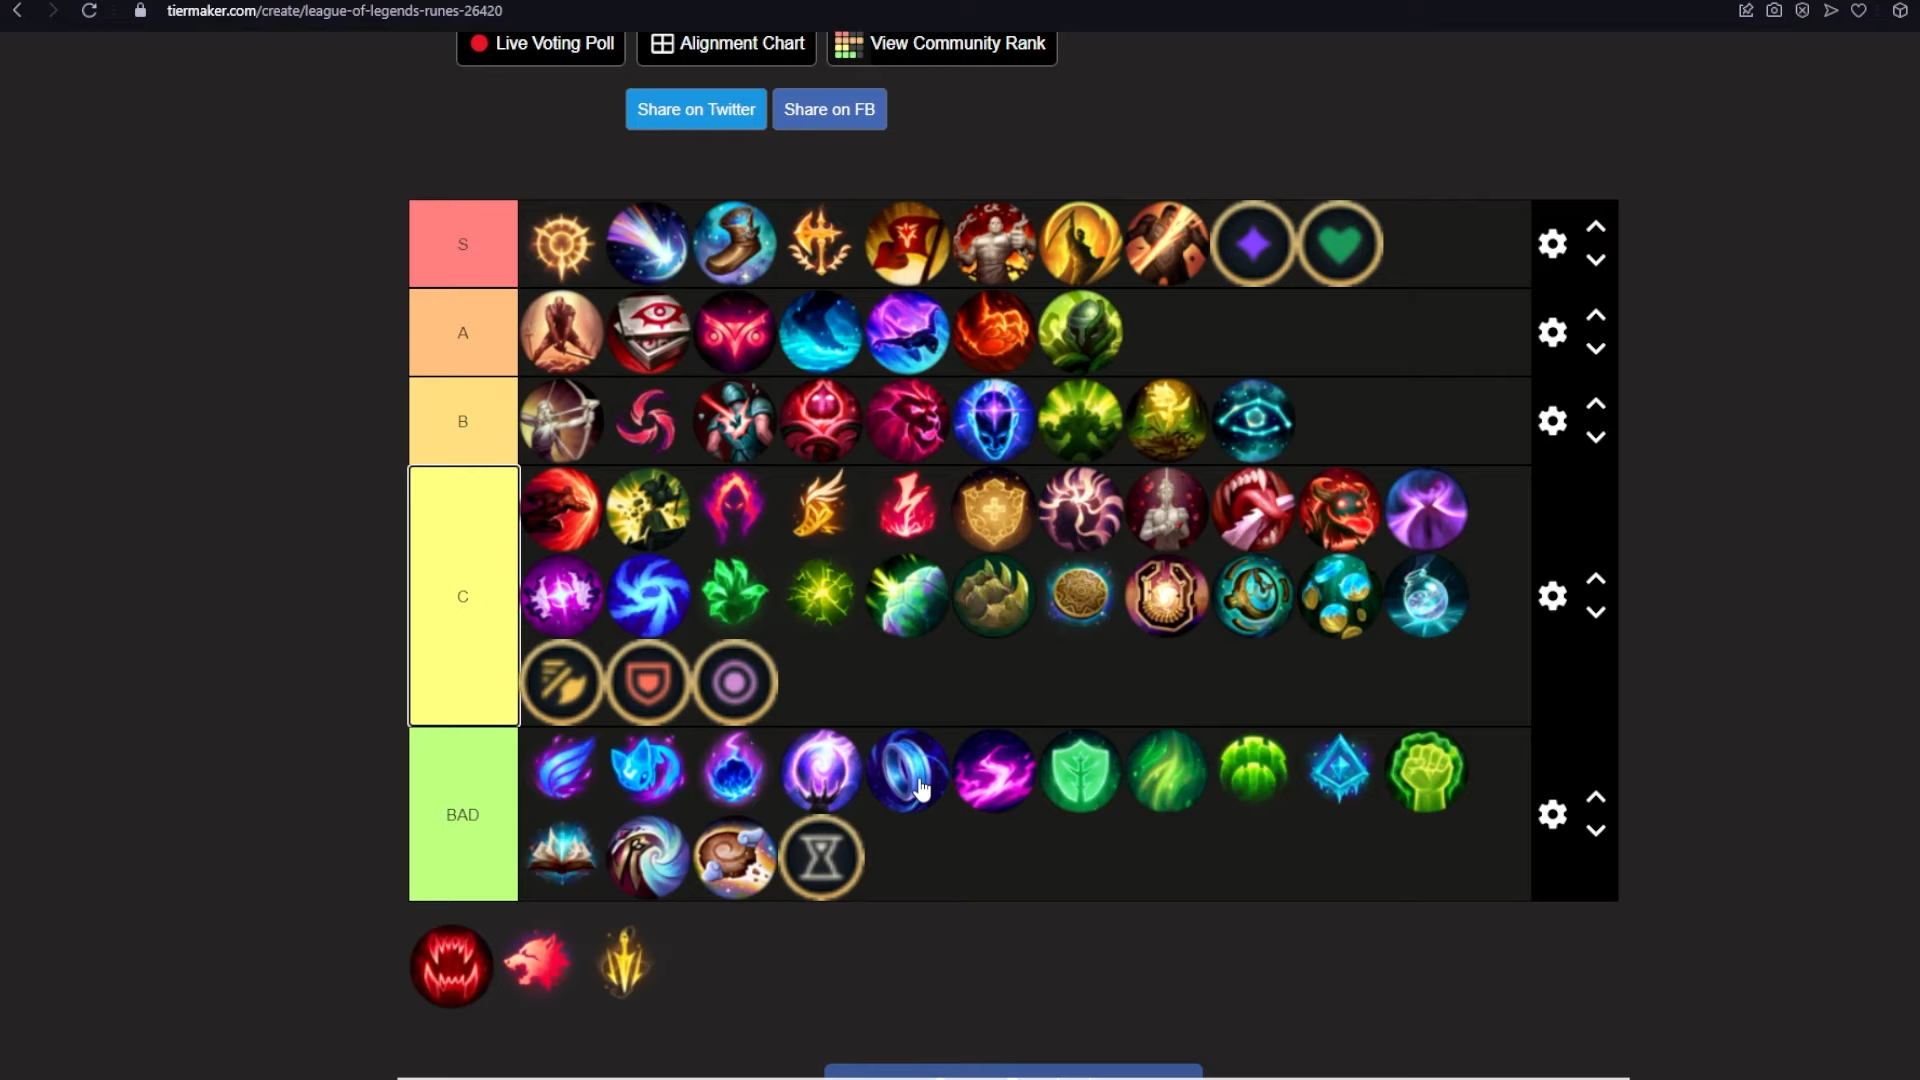 tiermaker.com/create/league-of-legends-runes-26420
Live Voting Poll
Alignment Chart
View Community Rank
Share on Twitter
Share on FB
S
A
B
C
BAD